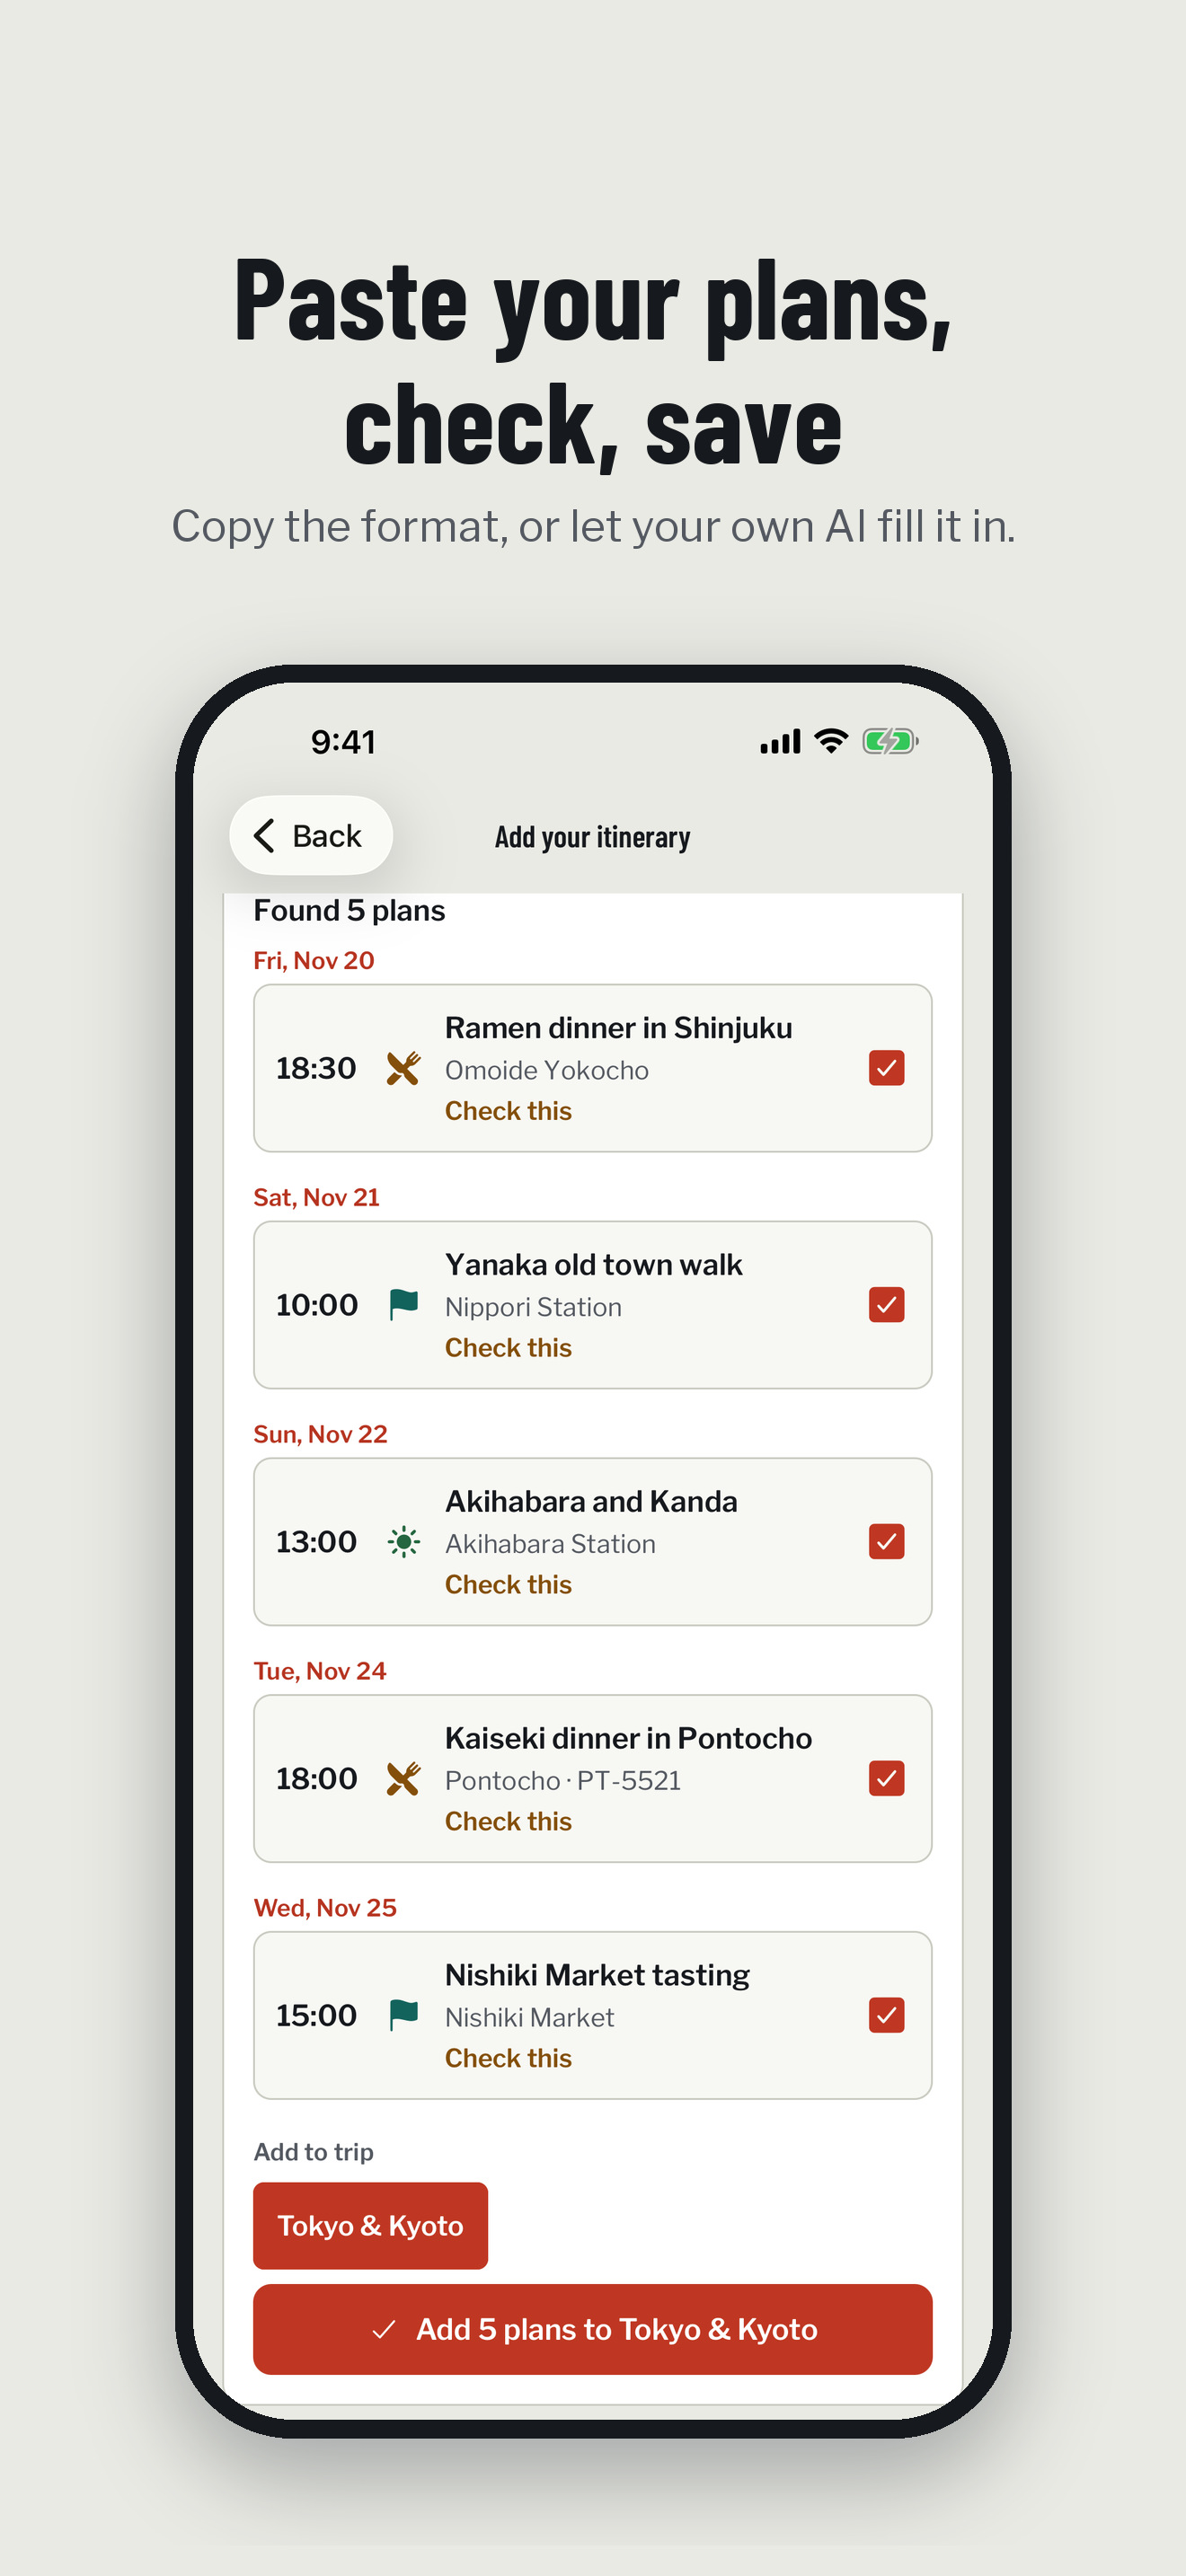 Paste your plans,
check, save
Copy the format, or let your own AI fill it in.
9:41
Back
Add your itinerary
Found 5 plans
Fri, Nov 20
18:30
Ramen dinner in Shinjuku
Omoide Yokocho
Check this
Sat, Nov 21
10:00
Yanaka old town walk
Nippori Station
Check this
Sun, Nov 22
13:00
Akihabara and Kanda
Akihabara Station
Check this
Tue, Nov 24
18:00
Kaiseki dinner in Pontocho
Pontocho · PT-5521
Check this
Wed, Nov 25
15:00
Nishiki Market tasting
Nishiki Market
Check this
Add to trip
Tokyo & Kyoto
Add 5 plans to Tokyo & Kyoto